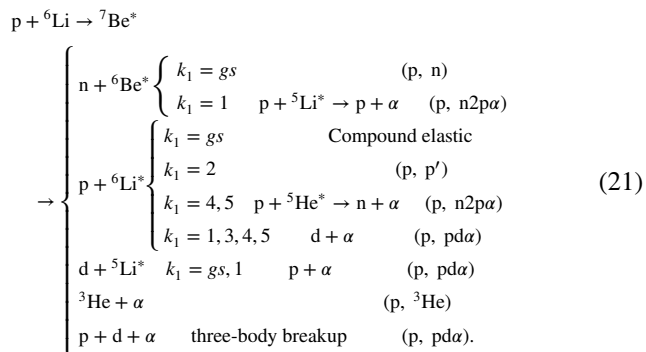 p + ⁶Li → ⁷Be*
→ { n + ⁶Be* { k₁ = gs (p, n)
k₁ = 1 p + ⁵Li* → p + α (p, n2pα)
p + ⁶Li* { k₁ = gs Compound elastic
k₁ = 2 (p, p′)
k₁ = 4, 5 p + ⁵He* → n + α (p, n2pα)
k₁ = 1, 3, 4, 5 d + α (p, pdα)
d + ⁵Li* k₁ = gs, 1 p + α (p, pdα)
³He + α (p, ³He)
p + d + α three-body breakup (p, pdα).
(21)